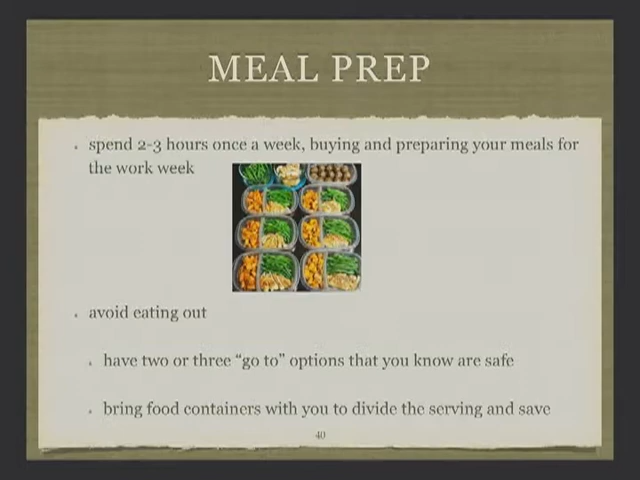 MEAL PREP
spend 2-3 hours once a week, buying and preparing your meals for
the work week
avoid eating out
have two or three “go to” options that you know are safe
bring food containers with you to divide the serving and save
40